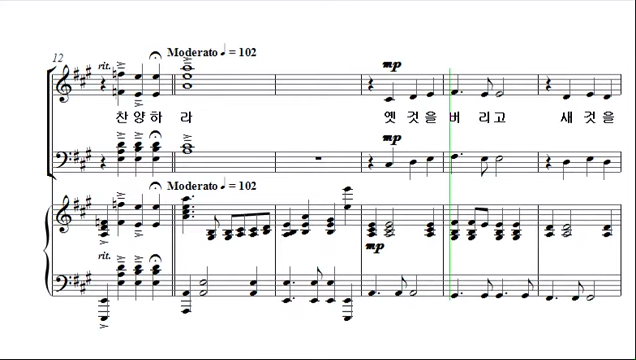 12
rit.
Moderato ♩ = 102
mp
찬양하 라 옛 것을 버 리고 새 것을
mp
Moderato ♩ = 102
mp
rit.